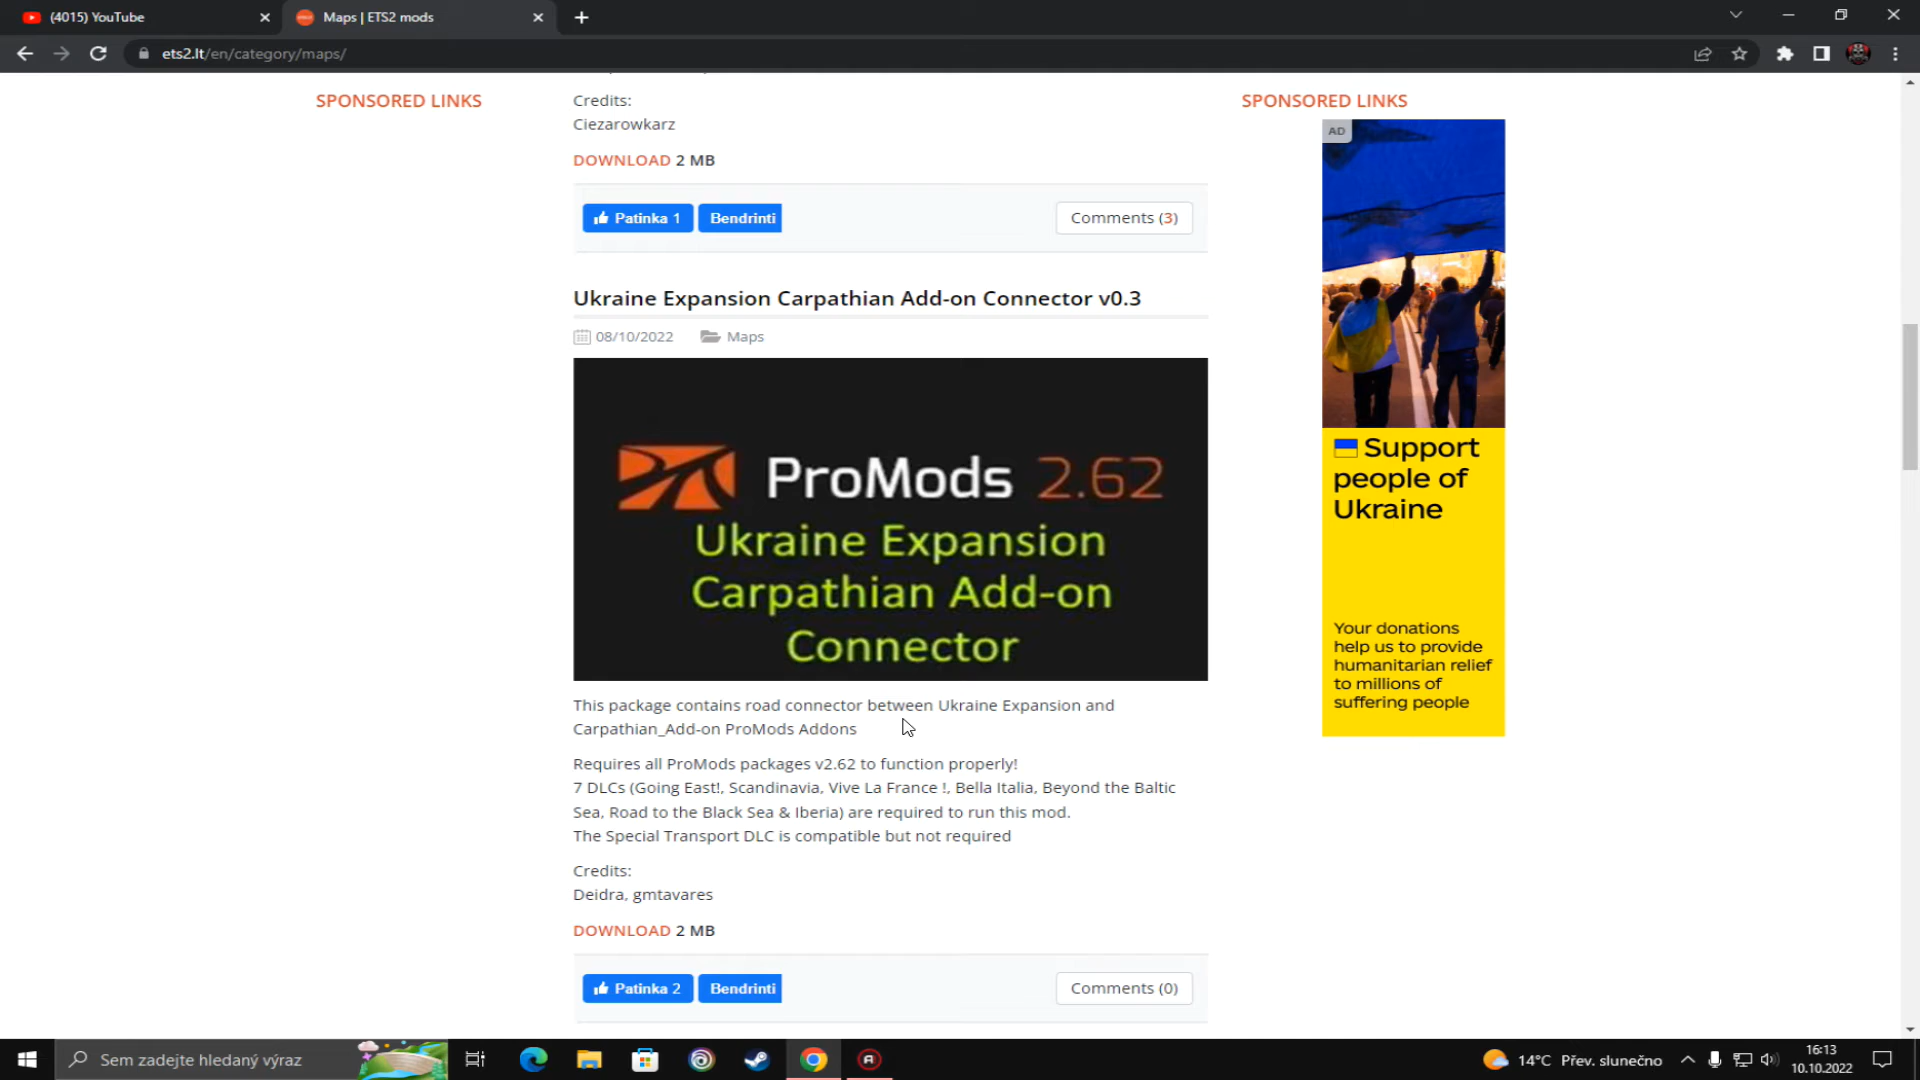 (4015) YouTube
Maps | ETS2 mods
ets2.lt/en/category/maps/
SPONSORED LINKS
Credits:
Ciezarowkarz
DOWNLOAD 2 MB
Patinka 1
Bendrinti
Comments (3)
Ukraine Expansion Carpathian Add-on Connector v0.3
08/10/2022
Maps
ProMods 2.62
Ukraine Expansion
Carpathian Add-on
Connector
This package contains road connector between Ukraine Expansion and
Carpathian_Add-on ProMods Addons
Requires all ProMods packages v2.62 to function properly!
7 DLCs (Going East!, Scandinavia, Vive La France !, Bella Italia, Beyond the Baltic
Sea, Road to the Black Sea & Iberia) are required to run this mod.
The Special Transport DLC is compatible but not required
Credits:
Deidra, gmtavares
DOWNLOAD 2 MB
Patinka 2
Bendrinti
Comments (0)
SPONSORED LINKS
AD
Support
people of
Ukraine
Your donations
help us to provide
humanitarian relief
to millions of
suffering people
Sem zadejte hledaný výraz
14°C Přev. slunečno
16:13
10.10.2022